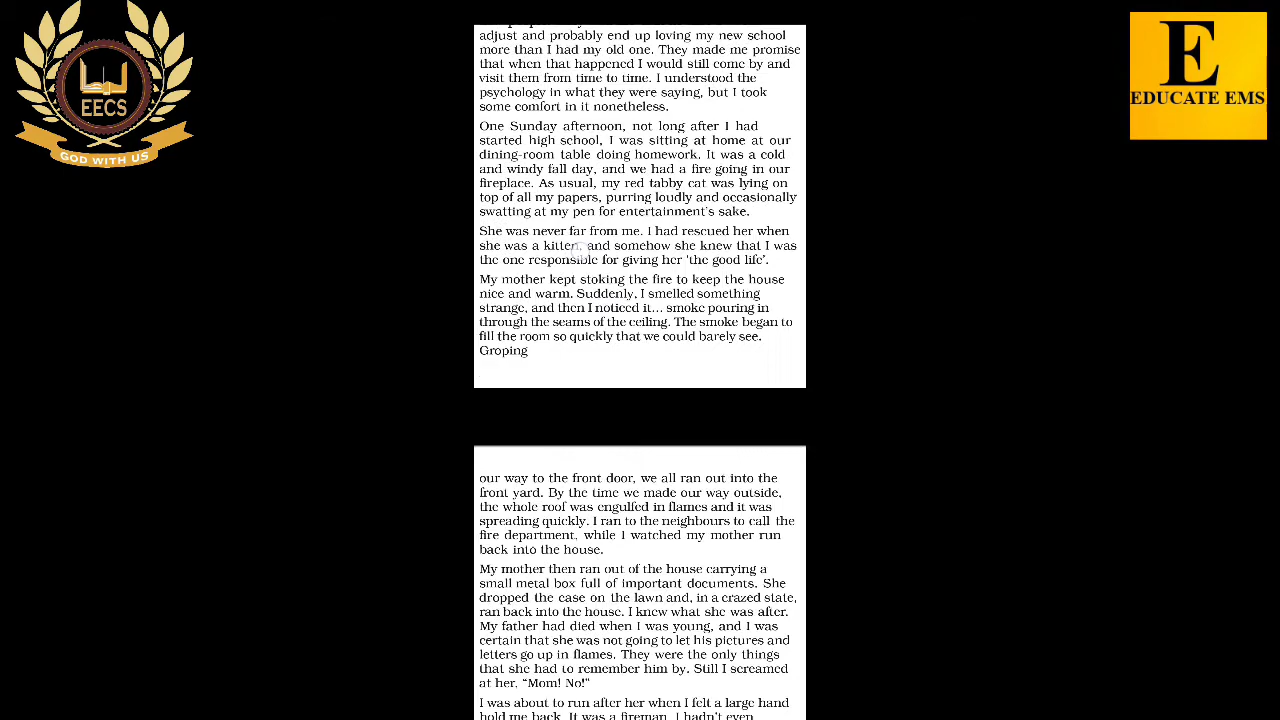 EECS
GOD WITH US
E
EDUCATE EMS
adjust and probably end up loving my new school
more than I had my old one. They made me promise
that when that happened I would still come by and
visit them from time to time. I understood the
psychology in what they were saying, but I took
some comfort in it nonetheless.
One Sunday afternoon, not long after I had
started high school, I was sitting at home at our
dining-room table doing homework. It was a cold
and windy fall day, and we had a fire going in our
fireplace. As usual, my red tabby cat was lying on
top of all my papers, purring loudly and occasionally
swatting at my pen for entertainment's sake.
She was never far from me. I had rescued her when
she was a kitten, and somehow she knew that I was
the one responsible for giving her 'the good life'.
My mother kept stoking the fire to keep the house
nice and warm. Suddenly, I smelled something
strange, and then I noticed it... smoke pouring in
through the seams of the ceiling. The smoke began to
fill the room so quickly that we could barely see.
Groping
our way to the front door, we all ran out into the
front yard. By the time we made our way outside,
the whole roof was engulfed in flames and it was
spreading quickly. I ran to the neighbours to call the
fire department, while I watched my mother run
back into the house.
My mother then ran out of the house carrying a
small metal box full of important documents. She
dropped the case on the lawn and, in a crazed state,
ran back into the house. I knew what she was after.
My father had died when I was young, and I was
certain that she was not going to let his pictures and
letters go up in flames. They were the only things
that she had to remember him by. Still I screamed
at her, “Mom! No!”
I was about to run after her when I felt a large hand
hold me back. It was a fireman. I hadn't even